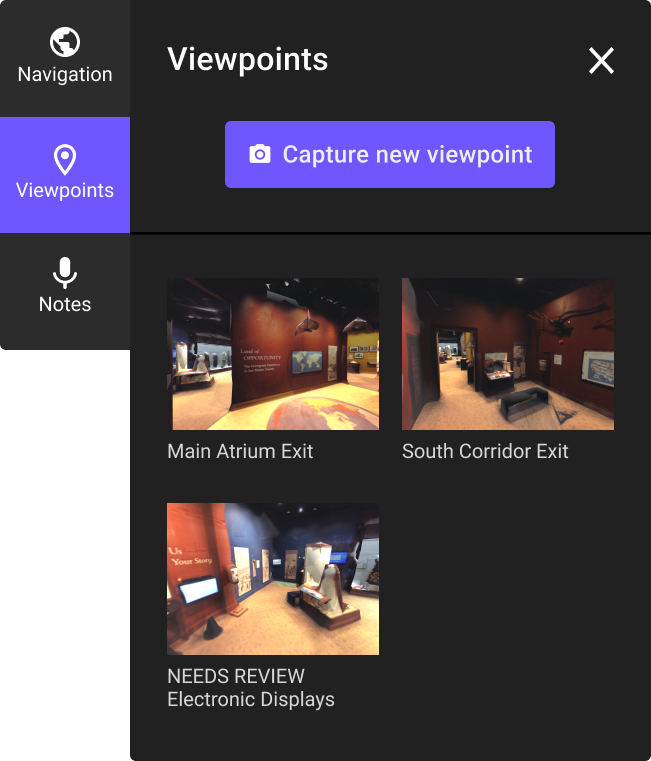 Navigation
Viewpoints
Notes
Viewpoints
Capture new viewpoint
Land of
OPPORTUNITY
Main Atrium Exit
South Corridor Exit
Us
Your Story
NEEDS REVIEW
Electronic Displays